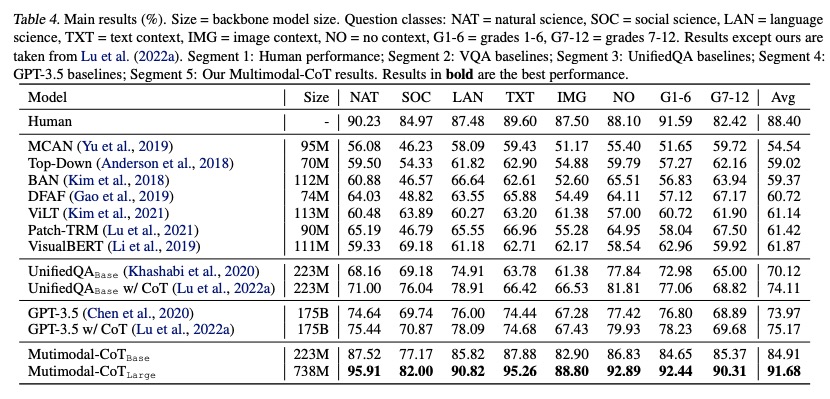 Table 4. Main results (%). Size = backbone model size. Question classes: NAT = natural science, SOC = social science, LAN = language
science, TXT = text context, IMG = image context, NO = no context, G1-6 = grades 1-6, G7-12 = grades 7-12. Results except ours are
taken from Lu et al. (2022a). Segment 1: Human performance; Segment 2: VQA baselines; Segment 3: UnifiedQA baselines; Segment 4:
GPT-3.5 baselines; Segment 5: Our Multimodal-CoT results. Results in bold are the best performance.
Model Size NAT SOC LAN TXT IMG NO G1-6 G7-12 Avg
Human - 90.23 84.97 87.48 89.60 87.50 88.10 91.59 82.42 88.40
MCAN (Yu et al., 2019) 95M 56.08 46.23 58.09 59.43 51.17 55.40 51.65 59.72 54.54
Top-Down (Anderson et al., 2018) 70M 59.50 54.33 61.82 62.90 54.88 59.79 57.27 62.16 59.02
BAN (Kim et al., 2018) 112M 60.88 46.57 66.64 62.61 52.60 65.51 56.83 63.94 59.37
DFAF (Gao et al., 2019) 74M 64.03 48.82 63.55 65.88 54.49 64.11 57.12 67.17 60.72
ViLT (Kim et al., 2021) 113M 60.48 63.89 60.27 63.20 61.38 57.00 60.72 61.90 61.14
Patch-TRM (Lu et al., 2021) 90M 65.19 46.79 65.55 66.96 55.28 64.95 58.04 67.50 61.42
VisualBERT (Li et al., 2019) 111M 59.33 69.18 61.18 62.71 62.17 58.54 62.96 59.92 61.87
UnifiedQABase (Khashabi et al., 2020) 223M 68.16 69.18 74.91 63.78 61.38 77.84 72.98 65.00 70.12
UnifiedQABase w/ CoT (Lu et al., 2022a) 223M 71.00 76.04 78.91 66.42 66.53 81.81 77.06 68.82 74.11
GPT-3.5 (Chen et al., 2020) 175B 74.64 69.74 76.00 74.44 67.28 77.42 76.80 68.89 73.97
GPT-3.5 w/ CoT (Lu et al., 2022a) 175B 75.44 70.87 78.09 74.68 67.43 79.93 78.23 69.68 75.17
Mutimodal-CoTBase 223M 87.52 77.17 85.82 87.88 82.90 86.83 84.65 85.37 84.91
Mutimodal-CoTLarge 738M 95.91 82.00 90.82 95.26 88.80 92.89 92.44 90.31 91.68